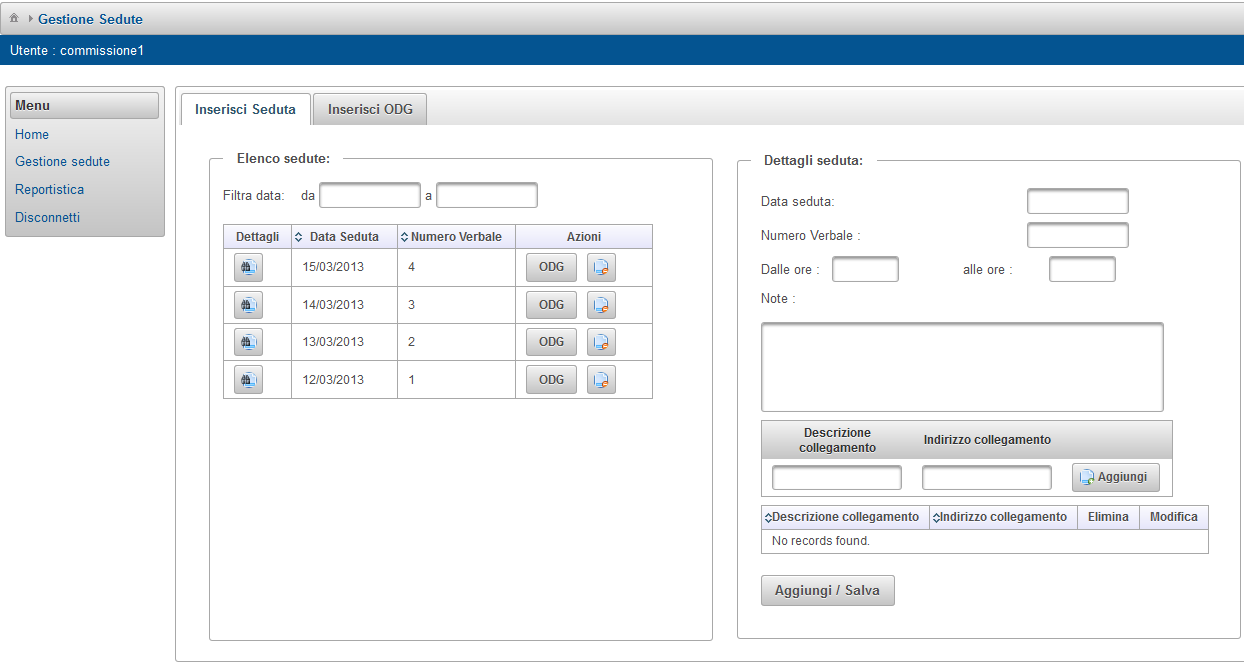 Gestione Sedute
Utente : commissione1
Menu
Home
Gestione sedute
Reportistica
Disconnetti
Inserisci Seduta
Inserisci ODG
Elenco sedute:
Filtra data: da a
Dettagli Data Seduta Numero Verbale Azioni
15/03/2013 4 ODG
14/03/2013 3 ODG
13/03/2013 2 ODG
12/03/2013 1 ODG
Dettagli seduta:
Data seduta:
Numero Verbale :
Dalle ore : alle ore :
Note :
Descrizione
collegamento
Indirizzo collegamento
Aggiungi
Descrizione collegamento Indirizzo collegamento Elimina Modifica
No records found.
Aggiungi / Salva